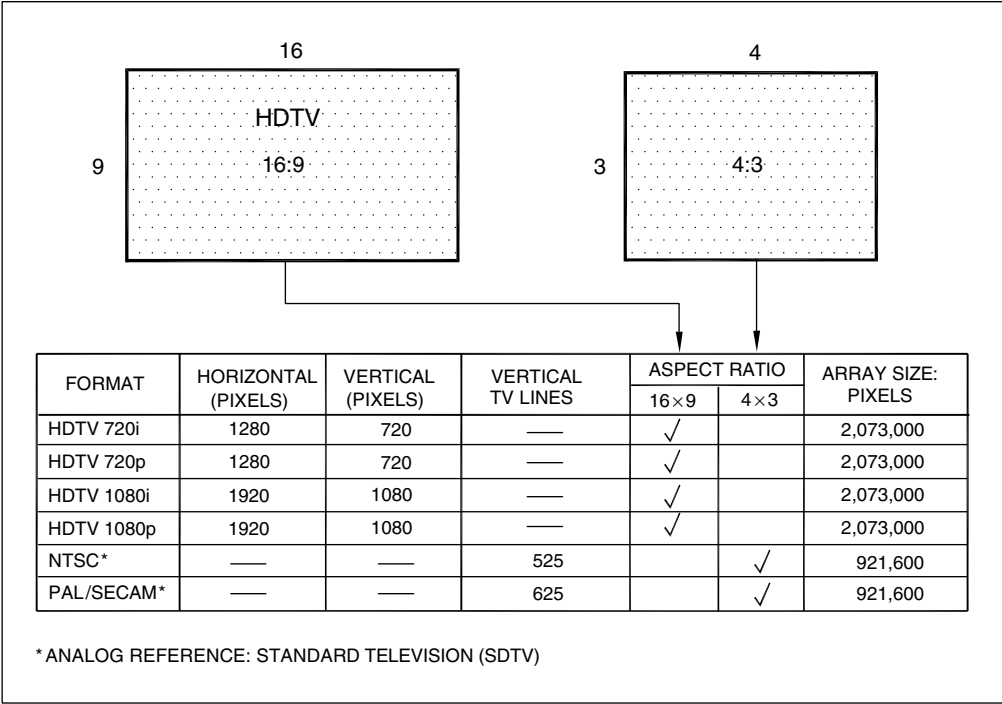 16
4
HDTV
9
16:9
3
4:3
FORMAT HORIZONTAL (PIXELS) VERTICAL (PIXELS) VERTICAL TV LINES ASPECT RATIO ARRAY SIZE: PIXELS
16×9 4×3
HDTV 720i 1280 720 — √ 2,073,000
HDTV 720p 1280 720 — √ 2,073,000
HDTV 1080i 1920 1080 — √ 2,073,000
HDTV 1080p 1920 1080 — √ 2,073,000
NTSC* — — 525 √ 921,600
PAL/SECAM* — — 625 √ 921,600
*ANALOG REFERENCE: STANDARD TELEVISION (SDTV)